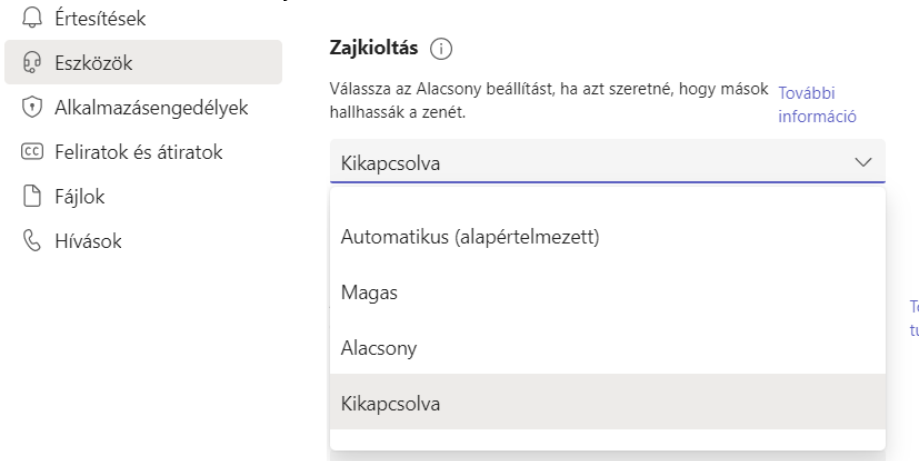 Értesítések
Eszközök
Alkalmazásengedélyek
Feliratok és átiratok
Fájlok
Hívások
Zajkioltás
Válassza az Alacsony beállítást, ha azt szeretné, hogy mások
hallhassák a zenét.
További
információ
Kikapcsolva
Automatikus (alapértelmezett)
Magas
Alacsony
Kikapcsolva